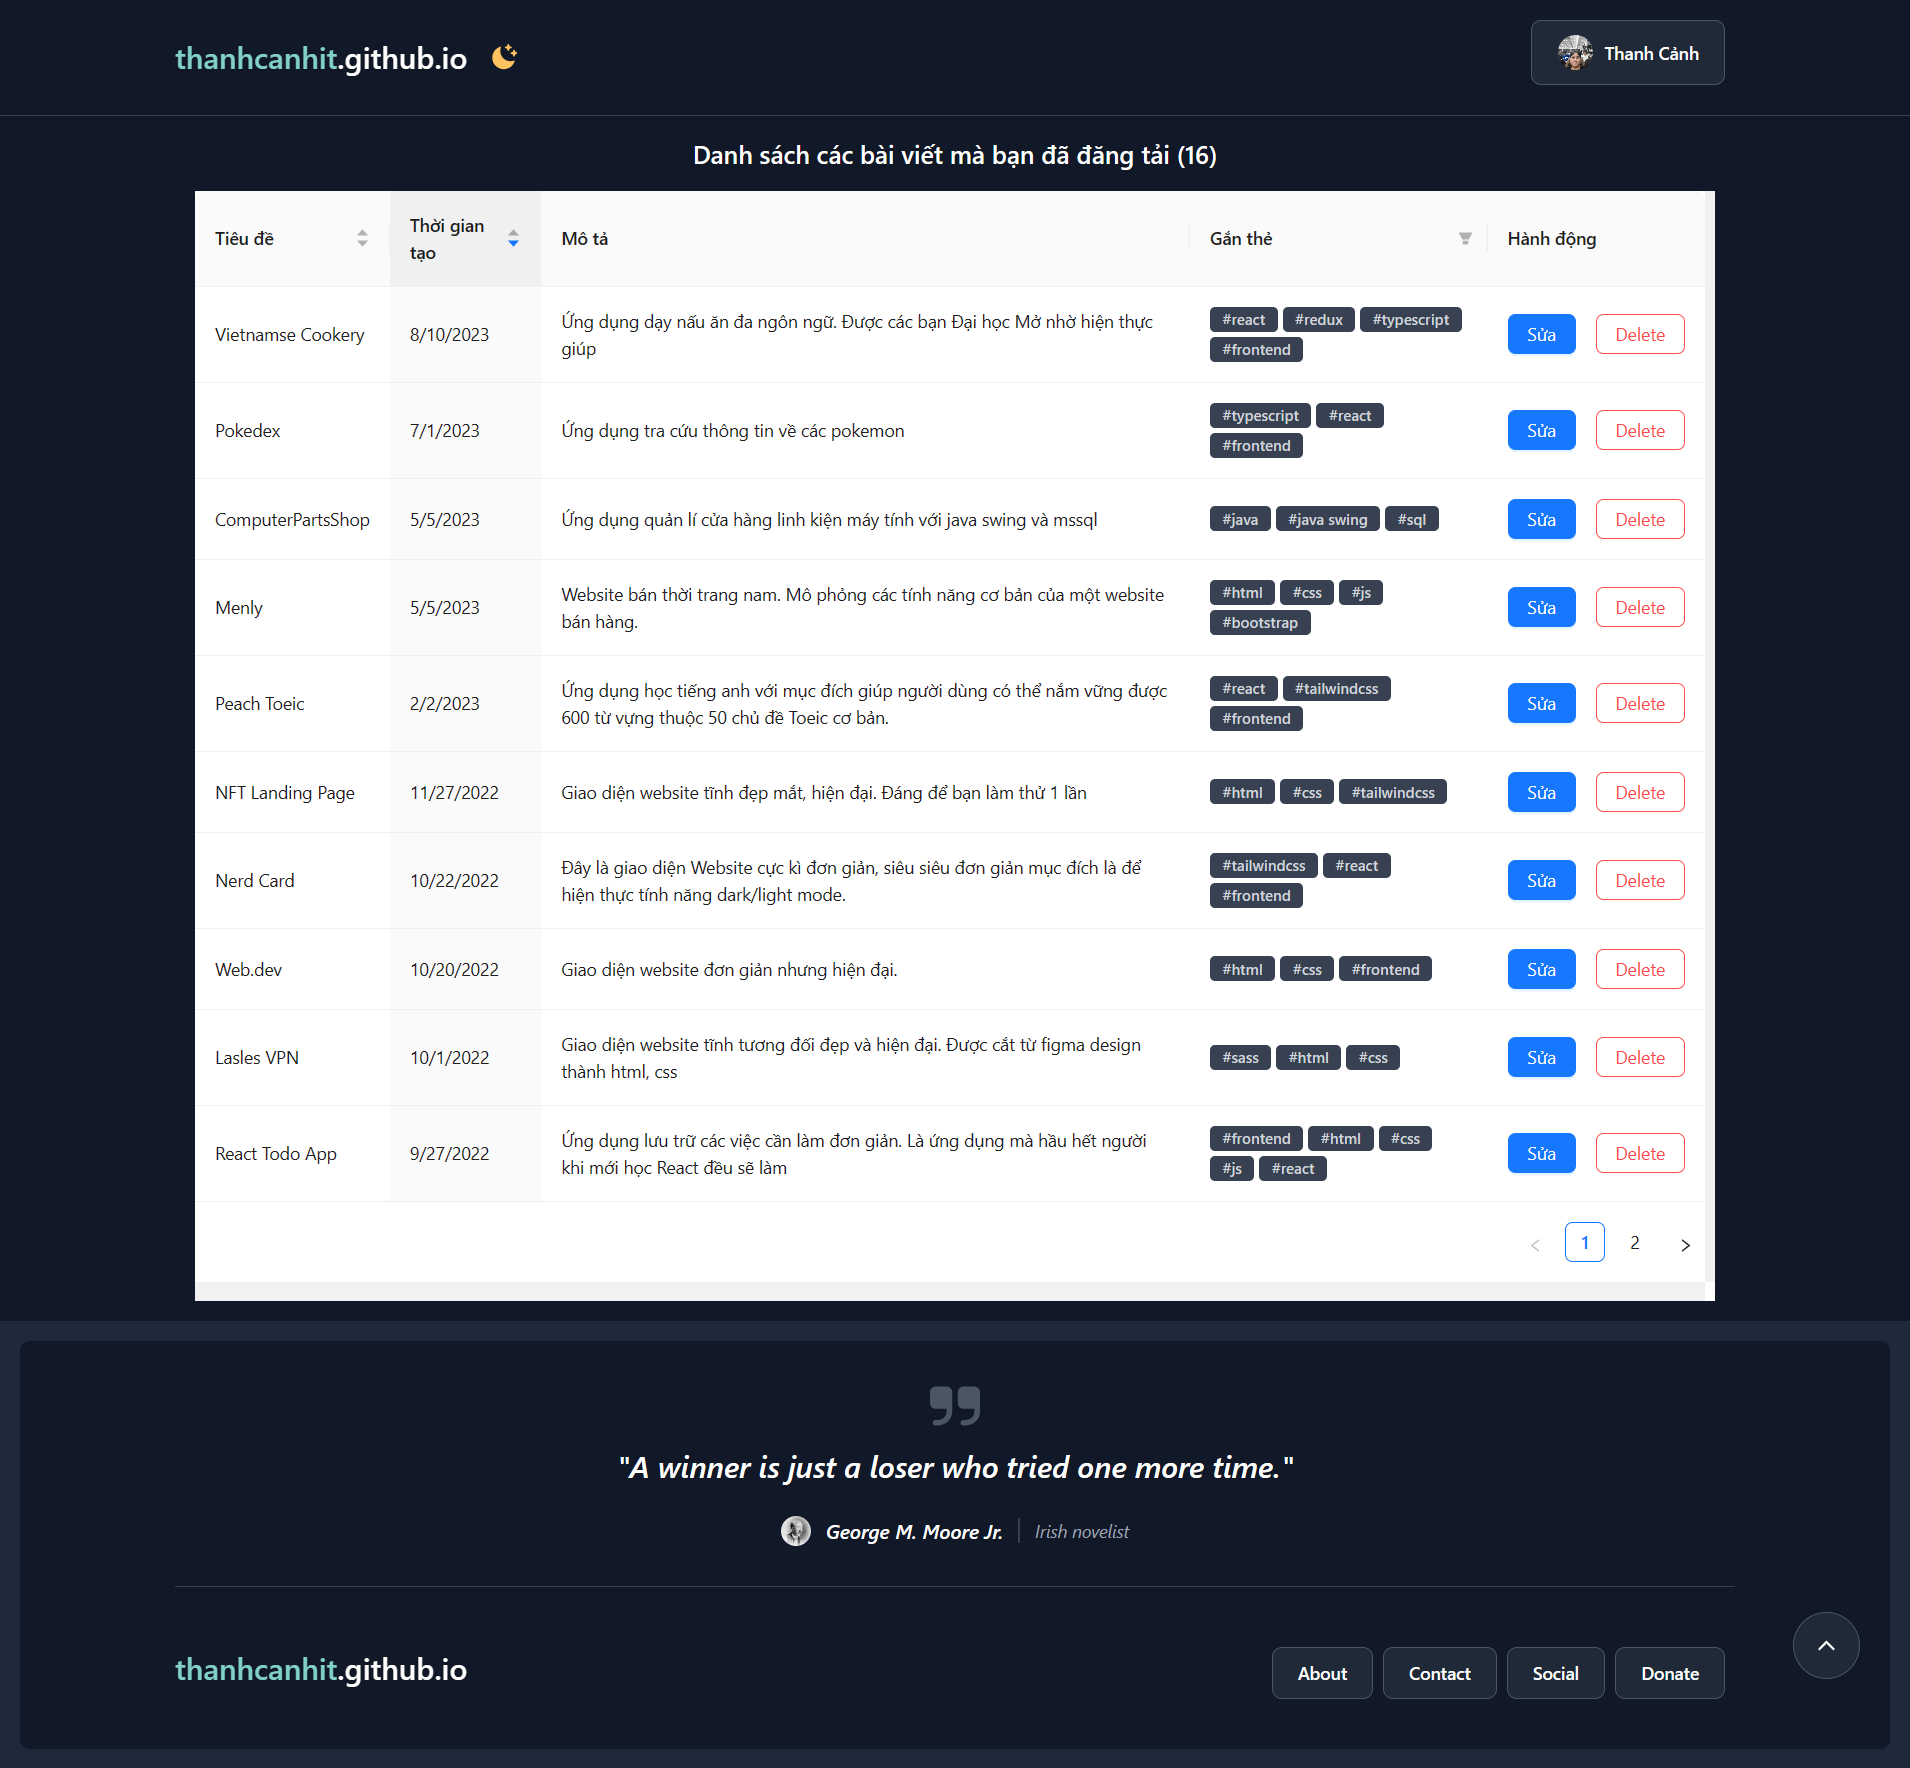 thanhcanhit.github.io
Thanh Cảnh
Danh sách các bài viết mà bạn đã đăng tải (16)
Tiêu đề
Thời gian
tạo
Mô tả
Gắn thẻ
Hành động
Vietnamse Cookery
8/10/2023
Ứng dụng dạy nấu ăn đa ngôn ngữ. Được các bạn Đại học Mở nhờ hiện thực
giúp
#react #redux #typescript
#frontend
Sửa
Delete
Pokedex
7/1/2023
Ứng dụng tra cứu thông tin về các pokemon
#typescript #react
#frontend
Sửa
Delete
ComputerPartsShop
5/5/2023
Ứng dụng quản lí cửa hàng linh kiện máy tính với java swing và mssql
#java #java swing #sql
Sửa
Delete
Menly
5/5/2023
Website bán thời trang nam. Mô phỏng các tính năng cơ bản của một website
bán hàng.
#html #css #js
#bootstrap
Sửa
Delete
Peach Toeic
2/2/2023
Ứng dụng học tiếng anh với mục đích giúp người dùng có thể nắm vững được
600 từ vựng thuộc 50 chủ đề Toeic cơ bản.
#react #tailwindcss
#frontend
Sửa
Delete
NFT Landing Page
11/27/2022
Giao diện website tĩnh đẹp mắt, hiện đại. Đáng để bạn làm thử 1 lần
#html #css #tailwindcss
Sửa
Delete
Nerd Card
10/22/2022
Đây là giao diện Website cực kì đơn giản, siêu siêu đơn giản mục đích là để
hiện thực tính năng dark/light mode.
#tailwindcss #react
#frontend
Sửa
Delete
Web.dev
10/20/2022
Giao diện website đơn giản nhưng hiện đại.
#html #css #frontend
Sửa
Delete
Lasles VPN
10/1/2022
Giao diện website tĩnh tương đối đẹp và hiện đại. Được cắt từ figma design
thành html, css
#sass #html #css
Sửa
Delete
React Todo App
9/27/2022
Ứng dụng lưu trữ các việc cần làm đơn giản. Là ứng dụng mà hầu hết người
khi mới học React đều sẽ làm
#frontend #html #css
#js #react
Sửa
Delete
1 2
"A winner is just a loser who tried one more time."
George M. Moore Jr.
Irish novelist
thanhcanhit.github.io
About
Contact
Social
Donate